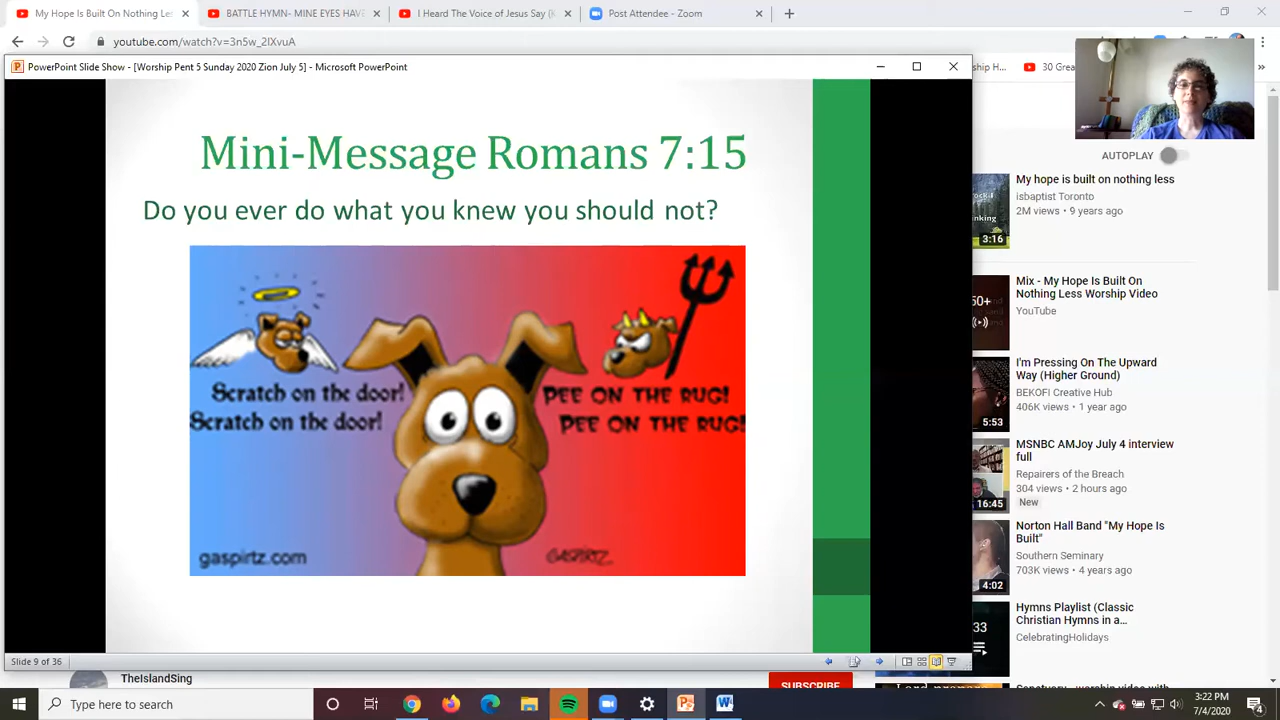 My Hope Is Built On Nothing Les
BATTLE HYMN- MINE EYES HAV
I Heard The Voice of Jesus Say (
Post Attendee - Zoom
youtube.com/watch?v=3n5w_2IXvuA
PowerPoint Slide Show - [Worship Pent 5 Sunday 2020 Zion July 5] - Microsoft PowerPoint
30 Grea
AUTOPLAY
Mini-Message Romans 7:15
Do you ever do what you knew you should not?
Scratch on the door!
Scratch on the door!
PEE ON THE RUG!
PEE ON THE RUG!
gaspirtz.com
GASPIRTZ
My hope is built on nothing less
isbaptist Toronto
2M views • 9 years ago
3:16
Mix - My Hope Is Built On
Nothing Less Worship Video
YouTube
50+
I'm Pressing On The Upward
Way (Higher Ground)
BEKOFI Creative Hub
406K views • 1 year ago
5:53
MSNBC AMJoy July 4 interview
full
Repairers of the Breach
304 views • 2 hours ago
New
16:45
Norton Hall Band "My Hope Is
Built"
Southern Seminary
703K views • 4 years ago
4:02
Hymns Playlist (Classic
Christian Hymns in a...
CelebratingHolidays
33
Slide 9 of 36
TheIslandSing
SUBSCRIBE
Type here to search
3:22 PM
7/4/2020
4